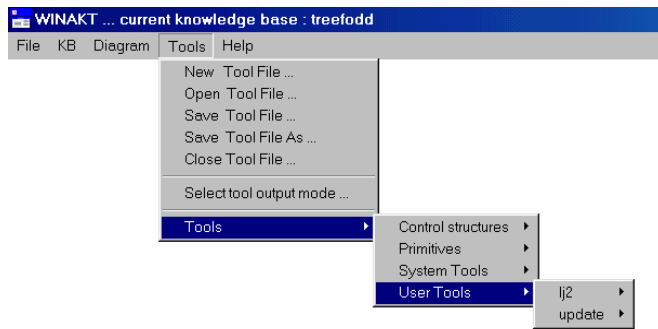 WINAKT ... current knowledge base : treefodd
File KB Diagram Tools Help
New Tool File ...
Open Tool File ...
Save Tool File ...
Save Tool File As ...
Close Tool File ...
Select tool output mode ...
Tools
Control structures
Primitives
System Tools
User Tools
lj2
update